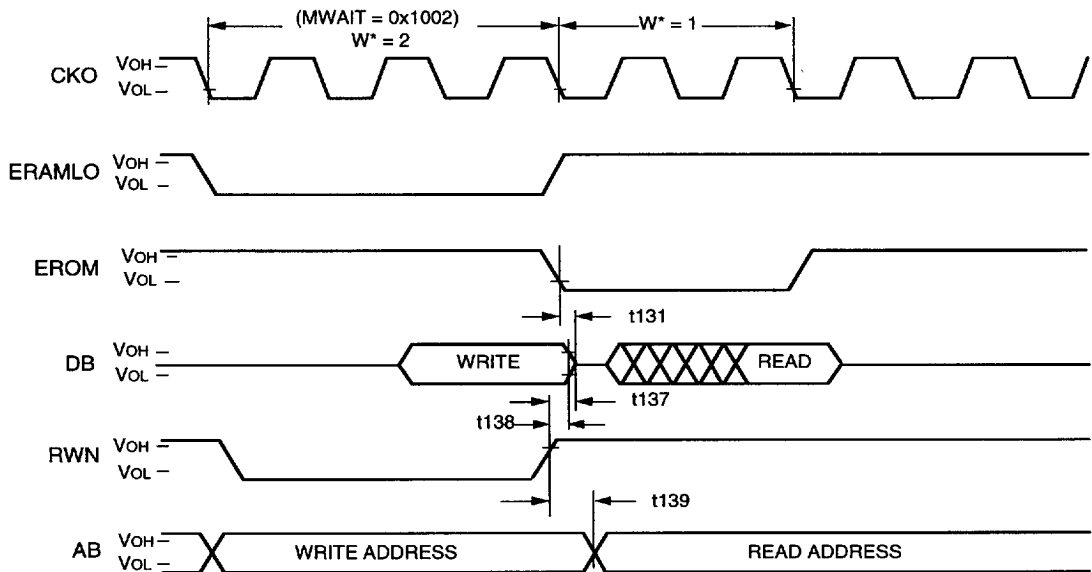 (MWAIT = 0x1002)
W* = 2
W* = 1
CKO
VOH
VOL
ERAMLO
VOH
VOL
EROM
VOH
VOL
t131
DB
VOH
VOL
WRITE
READ
t137
t138
RWN
VOH
VOL
t139
AB
VOH
VOL
WRITE ADDRESS
READ ADDRESS